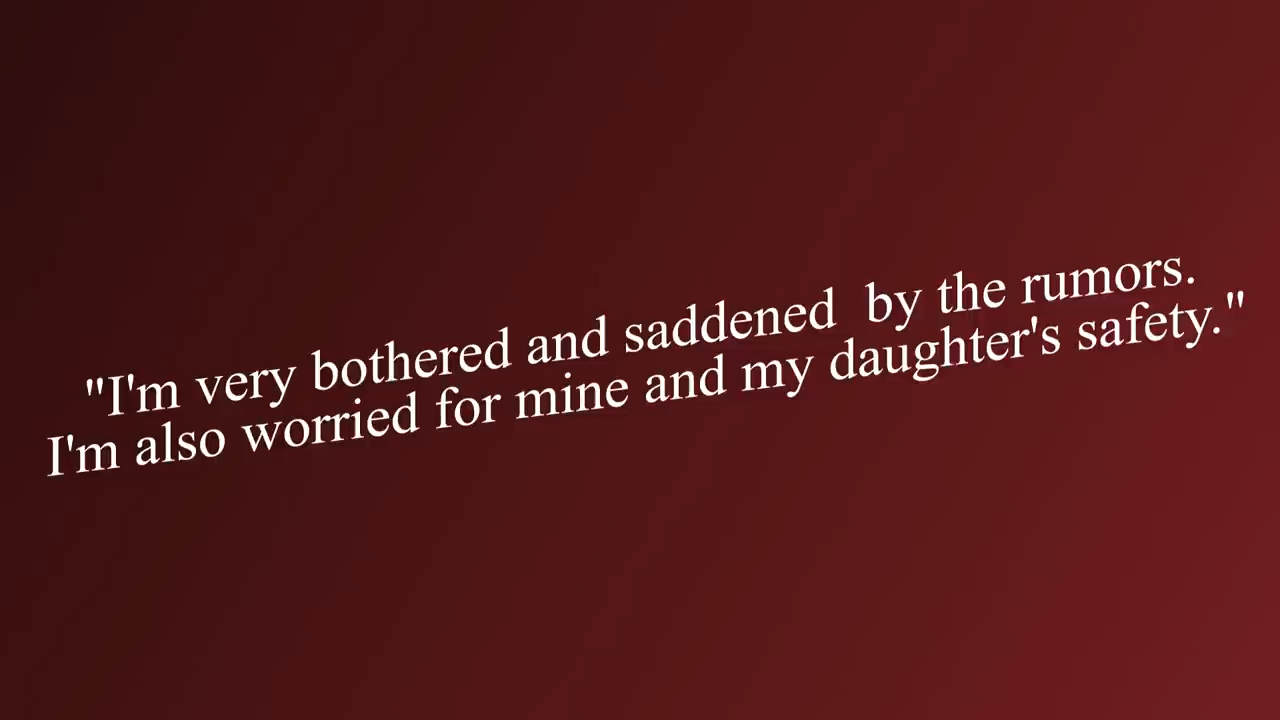 "I'm very bothered and saddened  by the rumors.
I'm also worried for mine and my daughter's safety."